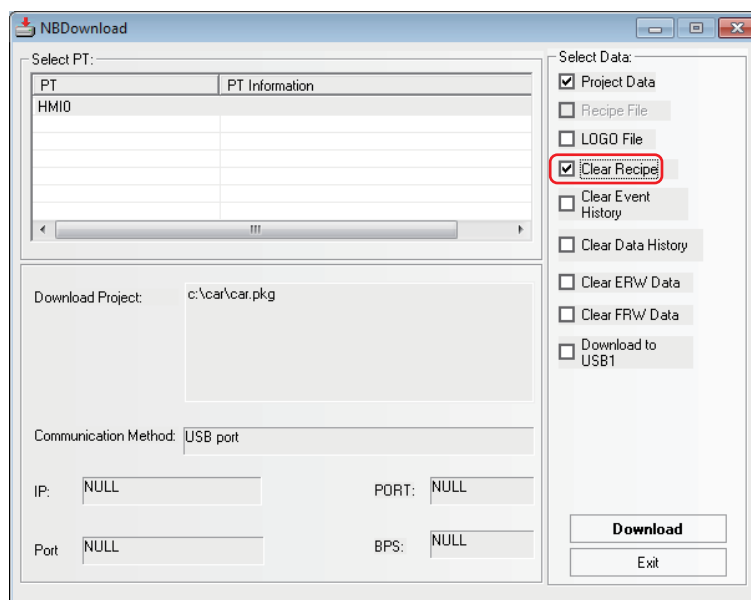 NBDownload
Select PT:
PT
PT Information
HMI0
Download Project:
c:\car\car.pkg
Communication Method:
USB port
IP:
NULL
PORT:
NULL
Port
NULL
BPS:
NULL
Select Data:
Project Data
Recipe File
LOGO File
Clear Recipe
Clear Event
History
Clear Data History
Clear ERW Data
Clear FRW Data
Download to
USB1
Download
Exit